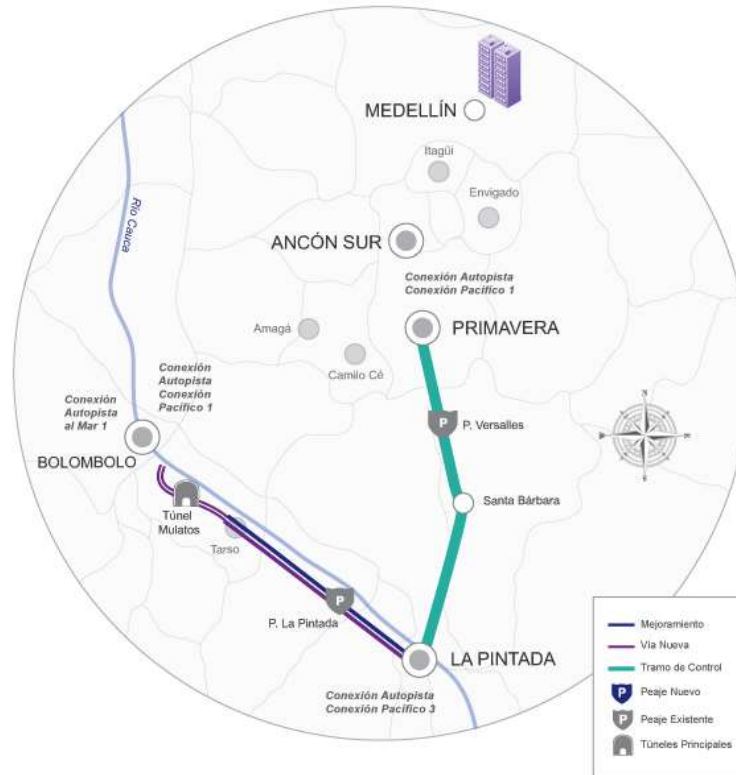 MEDELLÍN
Itagüi
Envigado
ANCÓN SUR
Río Cauca
Conexión Autopista
Conexión Pacífico 1
PRIMAVERA
Amagá
Camilo Cé
Conexión
Autopista
Conexión
Pacífico 1
Conexión
Autopista
al Mar 1
P
P. Versalles
BOLOMBOLO
Santa Bárbara
Túnel
Mulatos
Tarso
P
P. La Pintada
LA PINTADA
Conexión Autopista
Conexión Pacífico 3
N
Mejoramiento
Vía Nueva
Tramo de Control
P
Peaje Nuevo
P
Peaje Existente
Túneles Principales